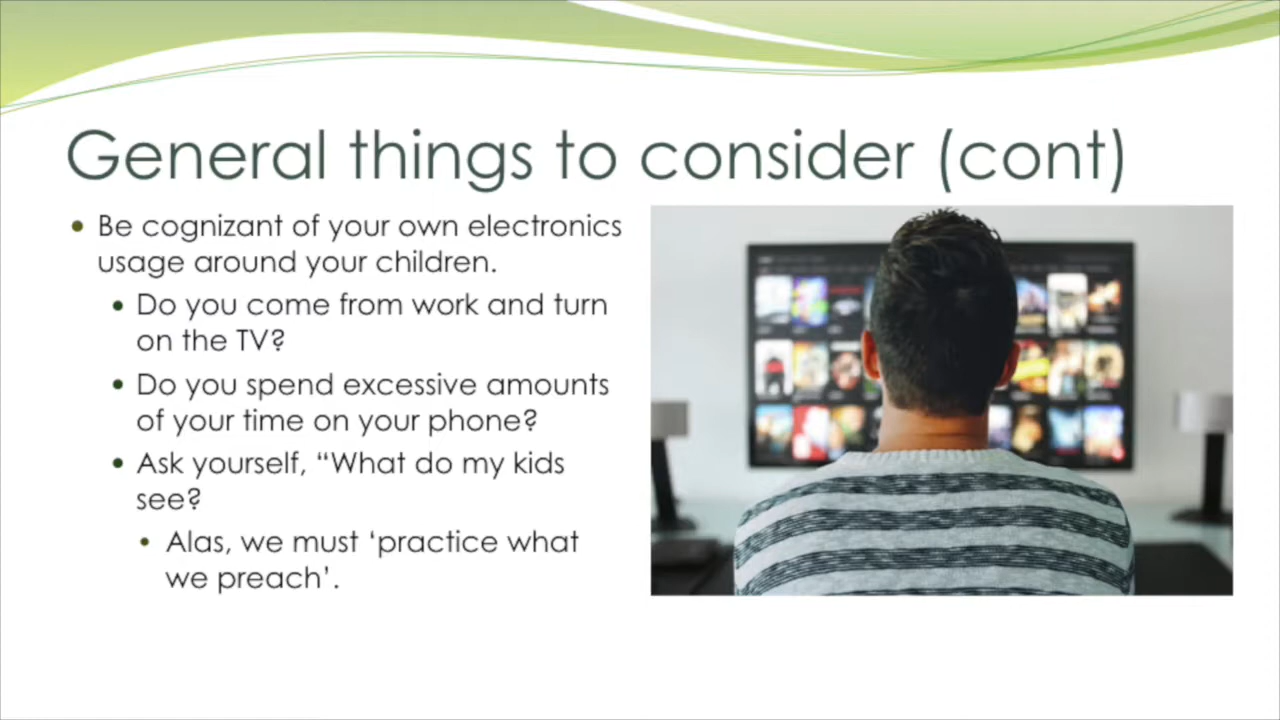 General things to consider (cont)
• Be cognizant of your own electronics
usage around your children.
• Do you come from work and turn
on the TV?
• Do you spend excessive amounts
of your time on your phone?
• Ask yourself, “What do my kids
see?
• Alas, we must ‘practice what
we preach’.